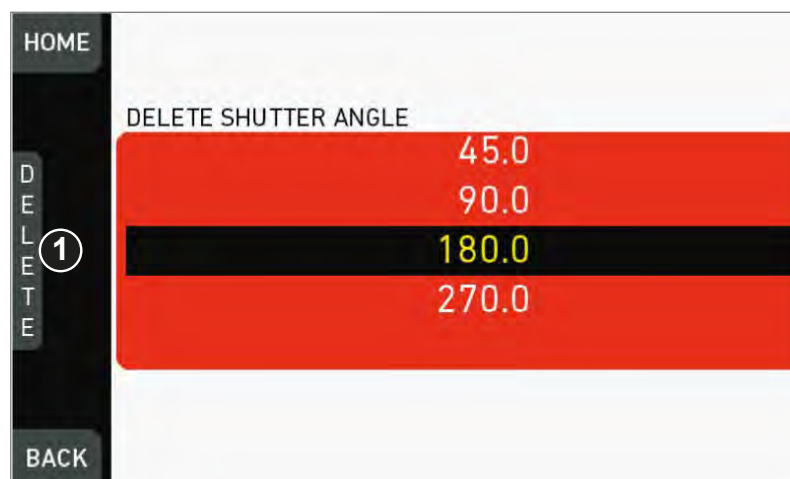 HOME
DELETE SHUTTER ANGLE
45.0
90.0
DELETE
1
180.0
270.0
BACK